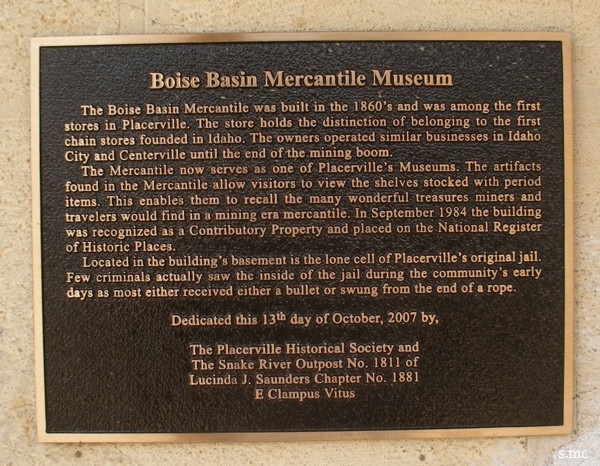 Boise Basin Mercantile Museum
The Boise Basin Mercantile was built in the 1860's and was among the first
stores in Placerville. The store holds the distinction of belonging to the first
chain stores founded in Idaho. The owners operated similar businesses in Idaho
City and Centerville until the end of the mining boom.
The Mercantile now serves as one of Placerville's Museums. The artifacts
found in the Mercantile allow visitors to view the shelves stocked with period
items. This enables them to recall the many wonderful treasures miners and
travelers would find in a mining era mercantile. In September 1984 the building
was recognized as a Contributory Property and placed on the National Register
of Historic Places.
Located in the building's basement is the lone cell of Placerville's original jail.
Few criminals actually saw the inside of the jail during the community's early
days as most either received either a bullet or swung from the end of a rope.
Dedicated this 13th day of October, 2007 by,
The Placerville Historical Society and
The Snake River Outpost No. 1811 of
Lucinda J. Saunders Chapter No. 1881
E Clampus Vitus
s.mc